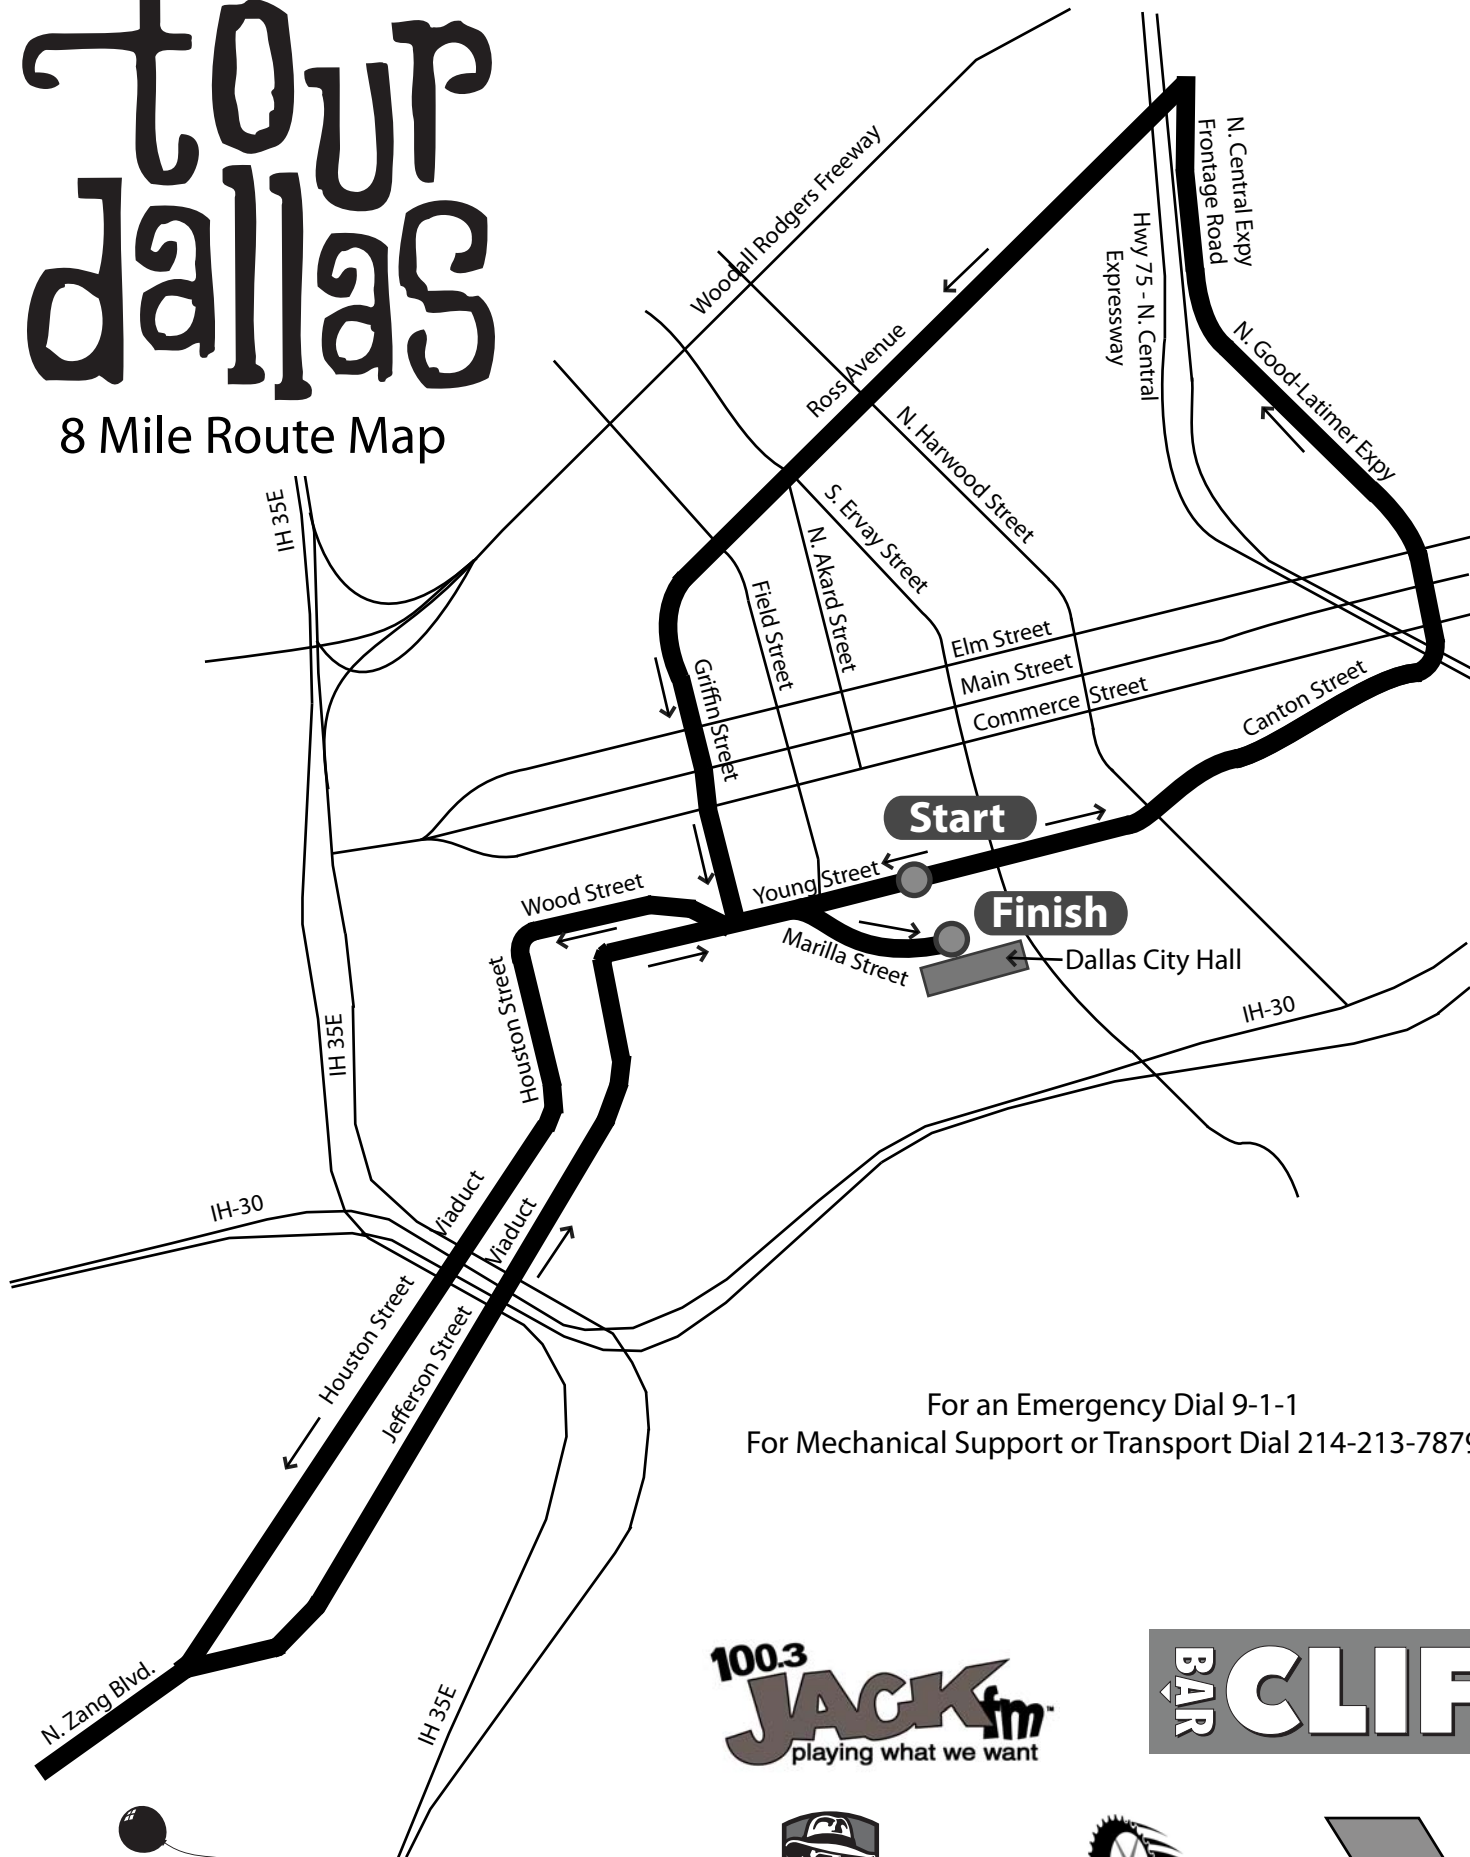 tour
dallas
8 Mile Route Map
Woodall Rodgers Freeway
N. Central Expy
Frontage Road
Hwy 75 - N. Central
Expressway
Ross Avenue
N. Good-Latimer Expy
N. Harwood Street
S. Ervay Street
N. Akard Street
Field Street
Griffin Street
IH 35E
Elm Street
Main Street
Commerce Street
Canton Street
Start
Young Street
Wood Street
Finish
Marilla Street
Dallas City Hall
Houston Street
IH 35E
IH-30
IH-30
Houston Street Viaduct
Jefferson Street Viaduct
For an Emergency Dial 9-1-1
For Mechanical Support or Transport Dial 214-213-7879
N. Zang Blvd.
IH 35E
100.3
JACK fm™
playing what we want
BAR
CLIF